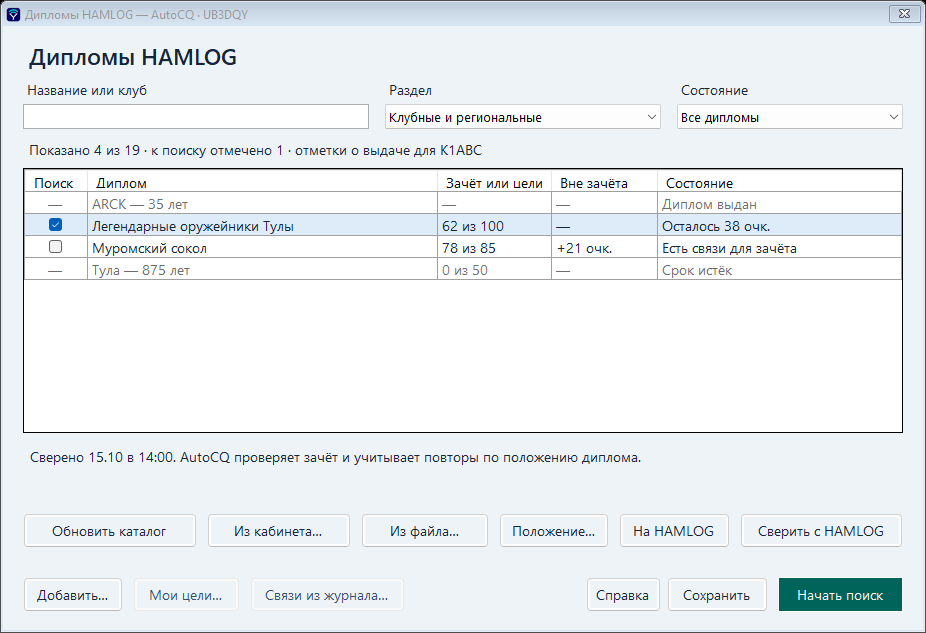 Дипломы HAMLOG — AutoCQ · UB3DQY
Дипломы HAMLOG
Название или клуб Раздел Состояние
Клубные и региональные Все дипломы
Показано 4 из 19 · к поиску отмечено 1 · отметки о выдаче для K1ABC
Поиск Диплом Зачёт или цели Вне зачёта Состояние
— ARCK — 35 лет — — Диплом выдан
Легендарные оружейники Тулы 62 из 100 — Осталось 38 очк.
Муромский сокол 78 из 85 +21 очк. Есть связи для зачёта
— Тула — 875 лет 0 из 50 — Срок истёк
Сверено 15.10 в 14:00. AutoCQ проверяет зачёт и учитывает повторы по положению диплома.
Обновить каталог Из кабинета... Из файла... Положение... На HAMLOG Сверить с HAMLOG
Добавить... Мои цели... Связи из журнала... Справка Сохранить Начать поиск